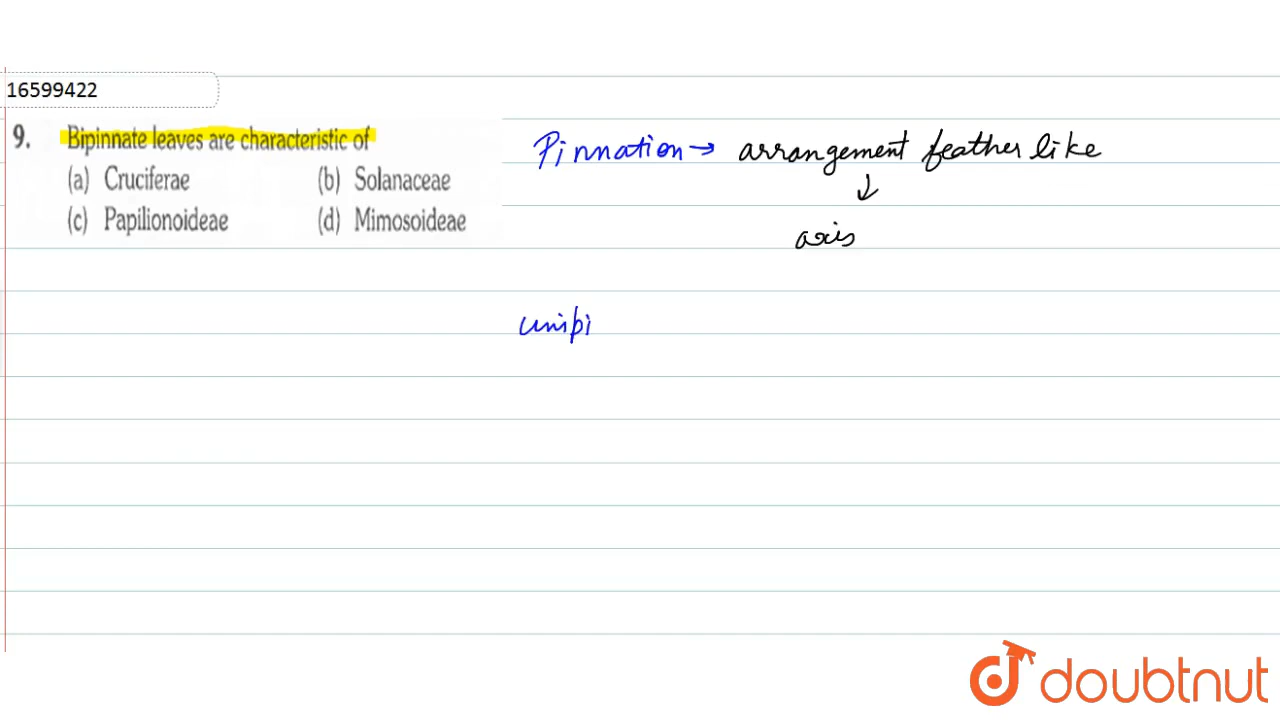 16599422
9. Bipinnate leaves are characteristic of
(a) Cruciferae (b) Solanaceae
(c) Papilionoideae (d) Mimosoideae
Pinnation → arrangement feather like
↓
axis
unipi
doubtnut